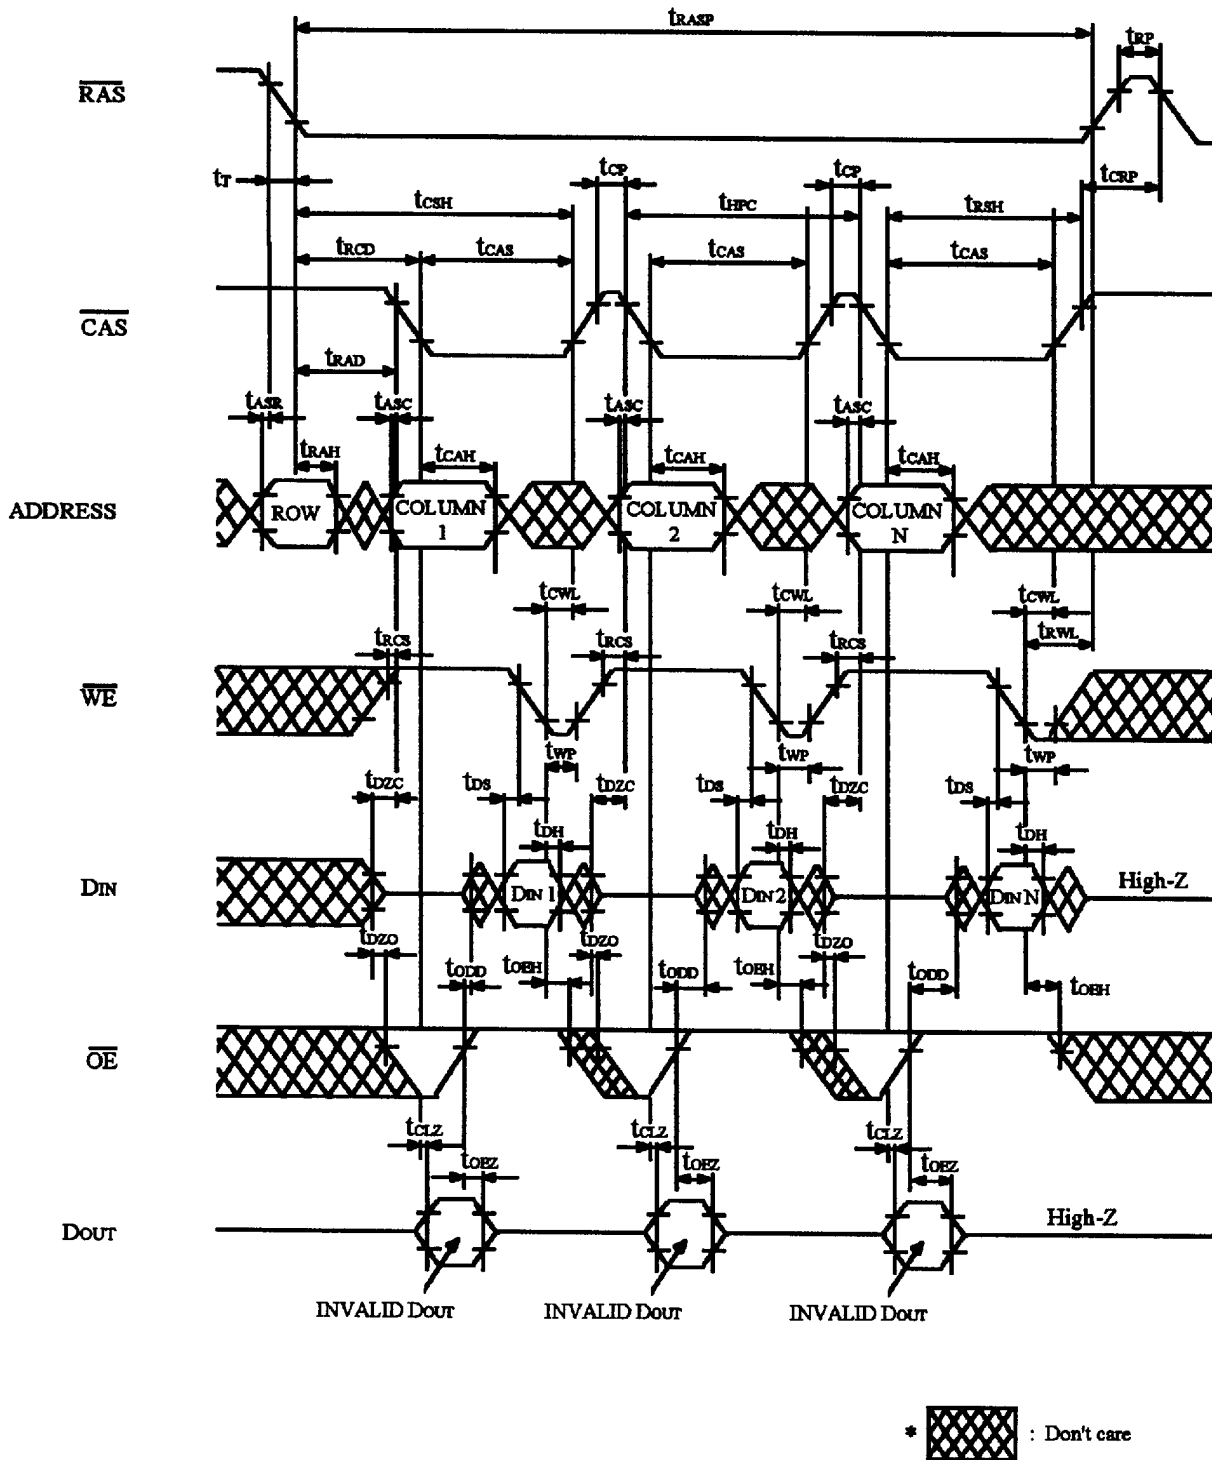 tRASP
tRP
RAS
tT
tCP
tCP
tCRP
tCSH
tHPC
tRSH
tRCD
tCAS
tCAS
tCAS
CAS
tRAD
tASR
tASC
tASC
tASC
tRAH
tCAH
tCAH
tCAH
ADDRESS
ROW
COLUMN 1
COLUMN 2
COLUMN N
tCWL
tCWL
tCWL
tRCS
tRCS
tRCS
tRWL
WE
tWP
tWP
tWP
tDZC
tDS
tDZC
tDS
tDZC
tDS
tDH
tDH
tDH
DIN
DIN 1
DIN 2
DIN N
High-Z
tDZO
tODD
tOEH
tDZO
tODD
tOEH
tDZO
tODD
tOEH
OE
tCLZ
tCLZ
tCLZ
tOEZ
tOEZ
tOEZ
DOUT
High-Z
INVALID DOUT
INVALID DOUT
INVALID DOUT
* : Don't care